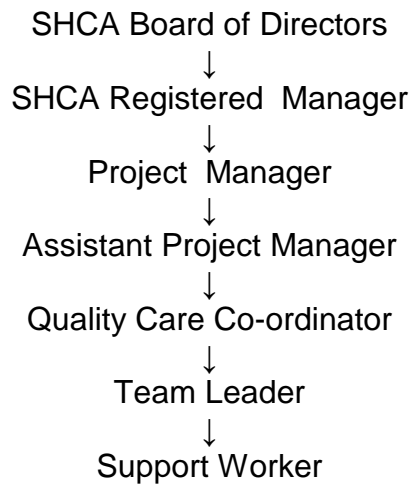 SHCA Board of Directors
↓
SHCA Registered  Manager
↓
Project  Manager
↓
Assistant Project Manager
↓
Quality Care Co-ordinator
↓
Team Leader
↓
Support Worker